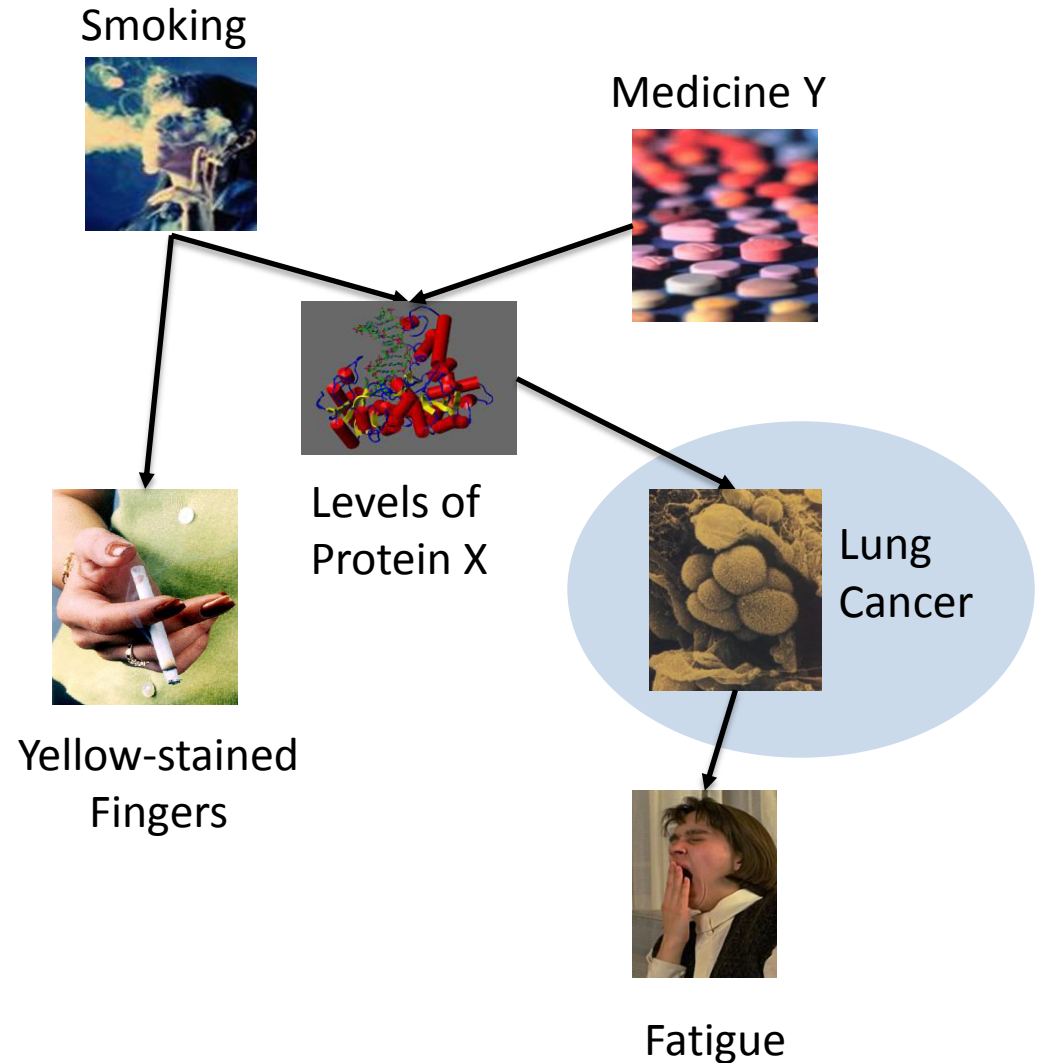 Smoking
Medicine Y
Levels of
Protein X
Lung
Cancer
Yellow-stained
Fingers
Fatigue